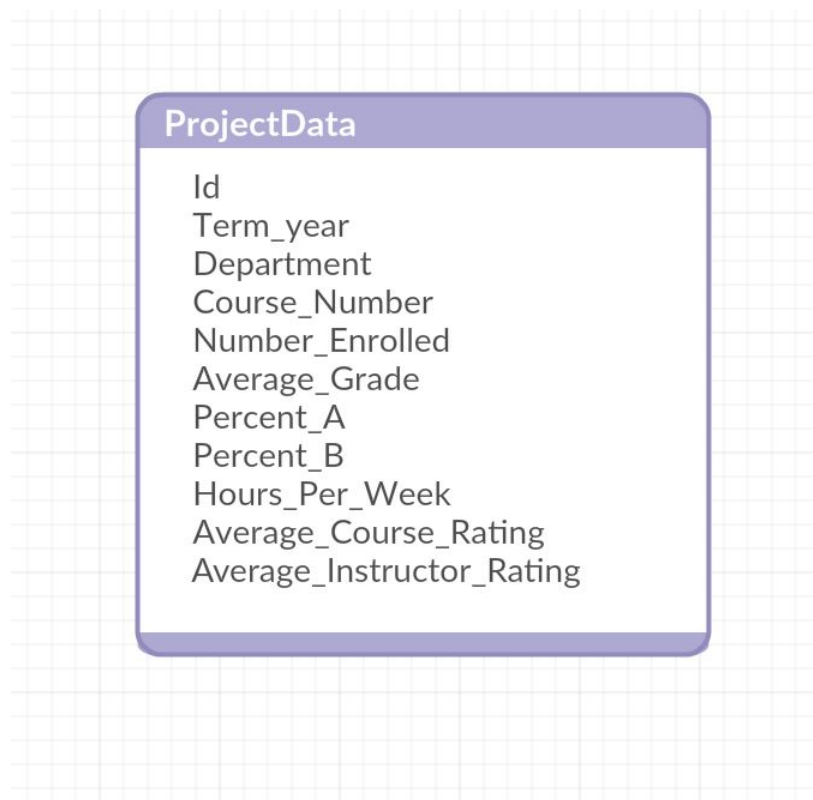 ProjectData
Id
Term_year
Department
Course_Number
Number_Enrolled
Average_Grade
Percent_A
Percent_B
Hours_Per_Week
Average_Course_Rating
Average_Instructor_Rating